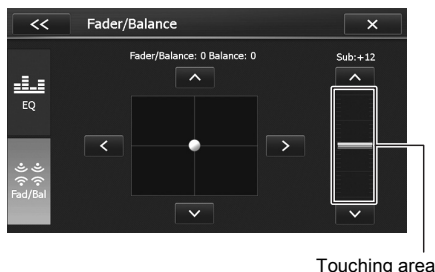 << Fader/Balance ×
Fader/Balance: 0 Balance: 0 Sub:+12
EQ
Fad/Bal
Touching area